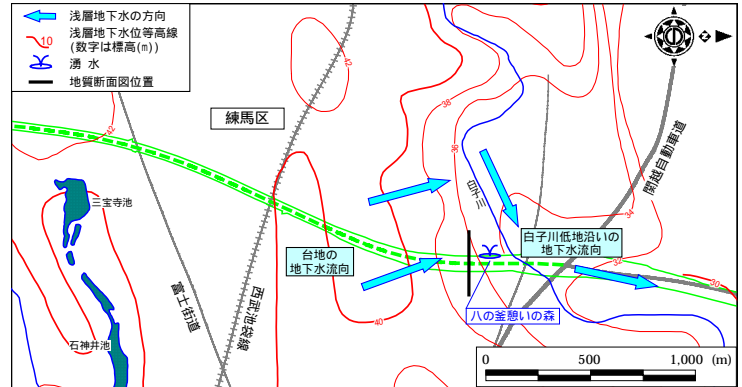 浅層地下水の方向
浅層地下水位等高線
10
(数字は標高(m))
湧 水
地質断面図位置
練馬区
42
42
38
36
34
32
30
40
N
三宝寺池
石神井池
富士街道
西武池袋線
台地の
地下水流向
白子川
関越自動車道
白子川低地沿いの
地下水流向
八の釜憩いの森
0 500 1,000 (m)